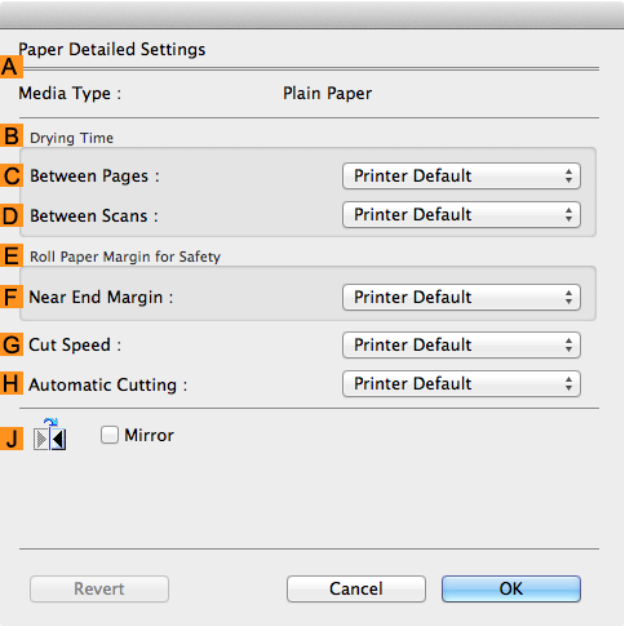 Paper Detailed Settings
A
Media Type : Plain Paper
B Drying Time
C Between Pages : Printer Default
D Between Scans : Printer Default
E Roll Paper Margin for Safety
F Near End Margin : Printer Default
G Cut Speed : Printer Default
H Automatic Cutting : Printer Default
J Mirror
Revert Cancel OK